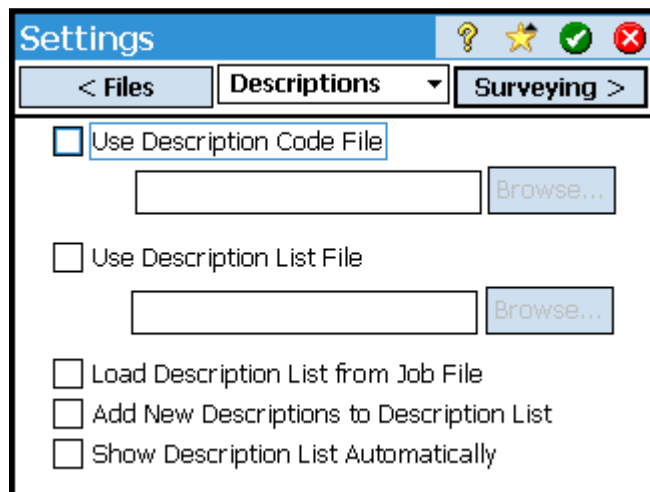 Settings
< Files Descriptions Surveying >
Use Description Code File
Browse...
Use Description List File
Browse...
Load Description List from Job File
Add New Descriptions to Description List
Show Description List Automatically